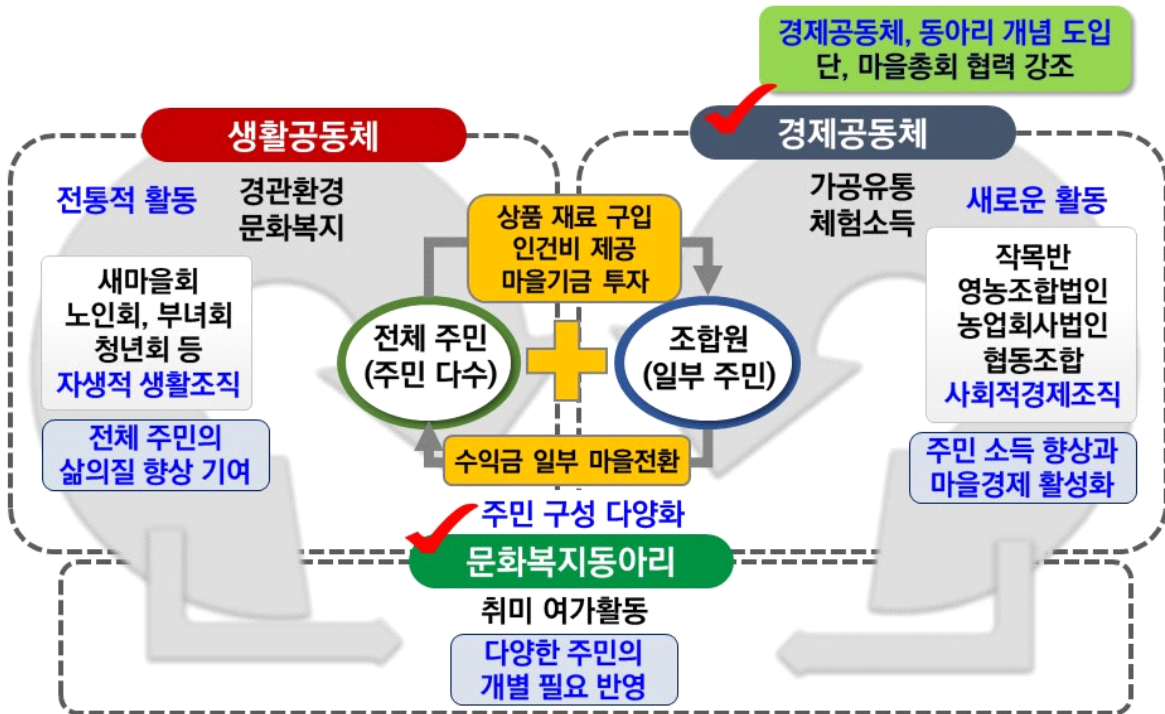 경제공동체, 동아리 개념 도입
단, 마을총회 협력 강조
생활공동체
전통적 활동
경관환경
문화복지
새마을회
노인회, 부녀회
청년회 등
자생적 생활조직
전체 주민의
삶의질 향상 기여
상품 재료 구입
인건비 제공
마을기금 투자
전체 주민
(주민 다수)
조합원
(일부 주민)
수익금 일부 마을전환
경제공동체
가공유통
체험소득
새로운 활동
작목반
영농조합법인
농업회사법인
협동조합
사회적경제조직
주민 소득 향상과
마을경제 활성화
주민 구성 다양화
문화복지동아리
취미 여가활동
다양한 주민의
개별 필요 반영